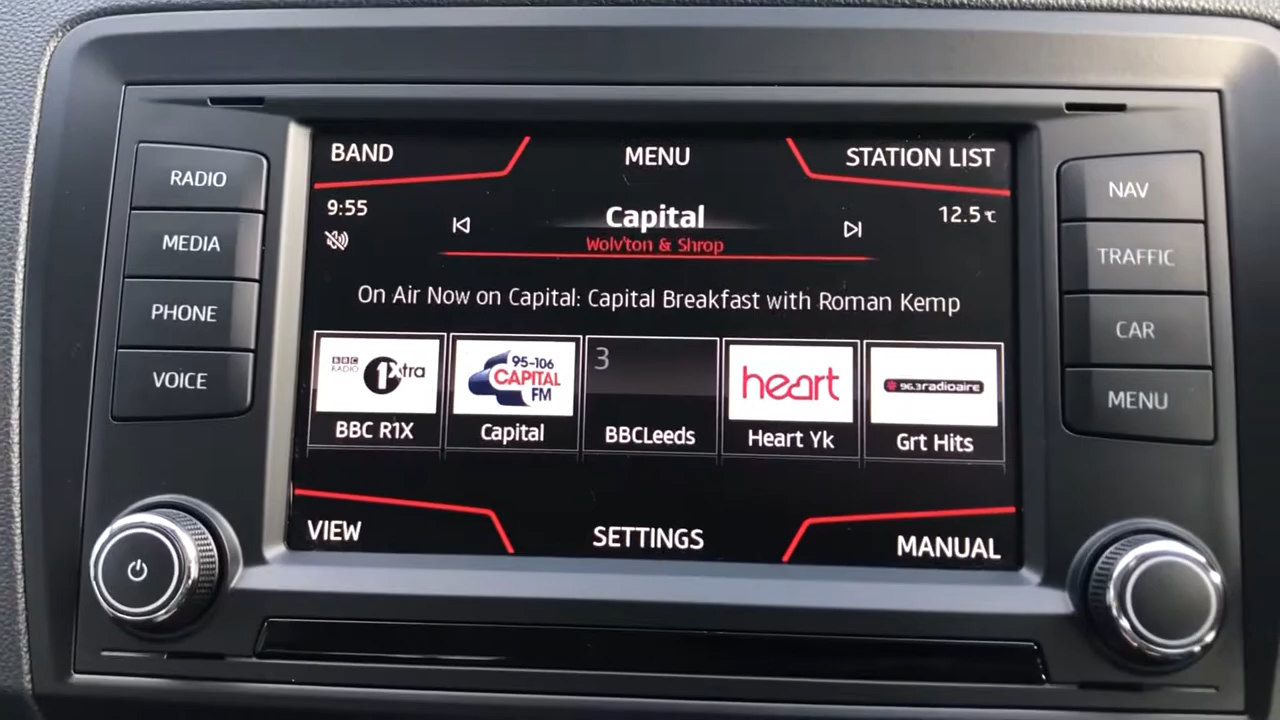 BAND
MENU
STATION LIST
RADIO
MEDIA
PHONE
VOICE
9:55
Capital
Wolv'ton & Shrop
12.5℃
On Air Now on Capital: Capital Breakfast with Roman Kemp
BBC
RADIO
1Xtra
BBC R1X
95-106
CAPITAL
FM
Capital
3
BBCLeeds
heart
Heart Yk
96.3radioaire
Grt Hits
VIEW
SETTINGS
MANUAL
NAV
TRAFFIC
CAR
MENU